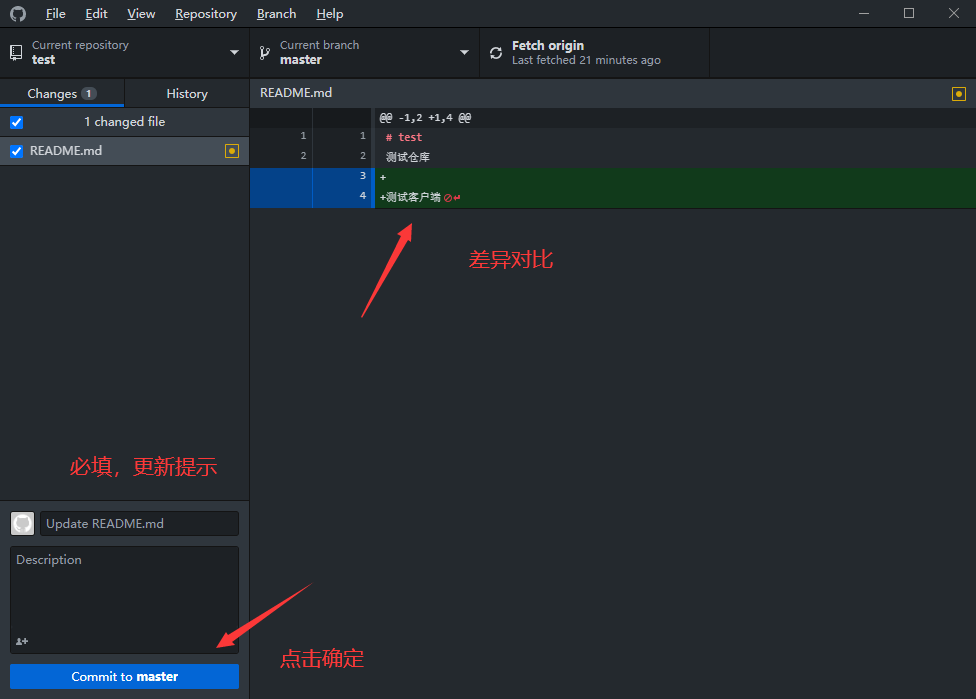 File Edit View Repository Branch Help
Current repository
test
Current branch
master
Fetch origin
Last fetched 21 minutes ago
Changes 1
History
1 changed file
README.md
README.md
@@ -1,2 +1,4 @@
1 1 # test
2 2 测试仓库
3 +
4 +测试客户端
差异对比
必填，更新提示
Update README.md
Description
点击确定
Commit to master